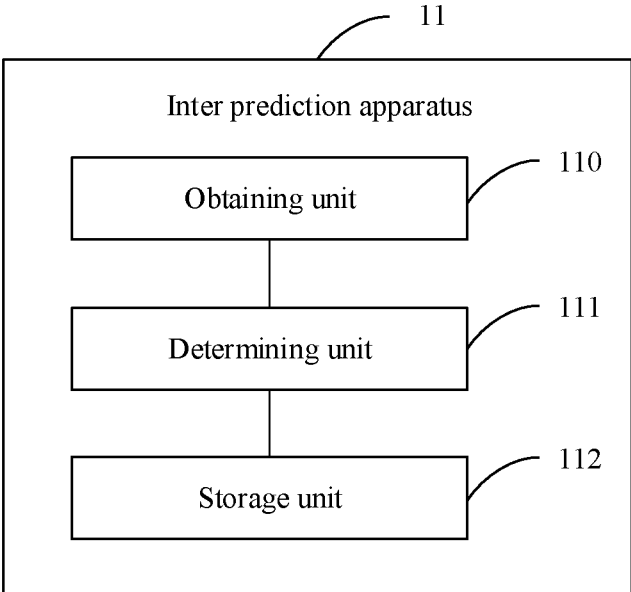 11
Inter prediction apparatus
110
Obtaining unit
111
Determining unit
112
Storage unit